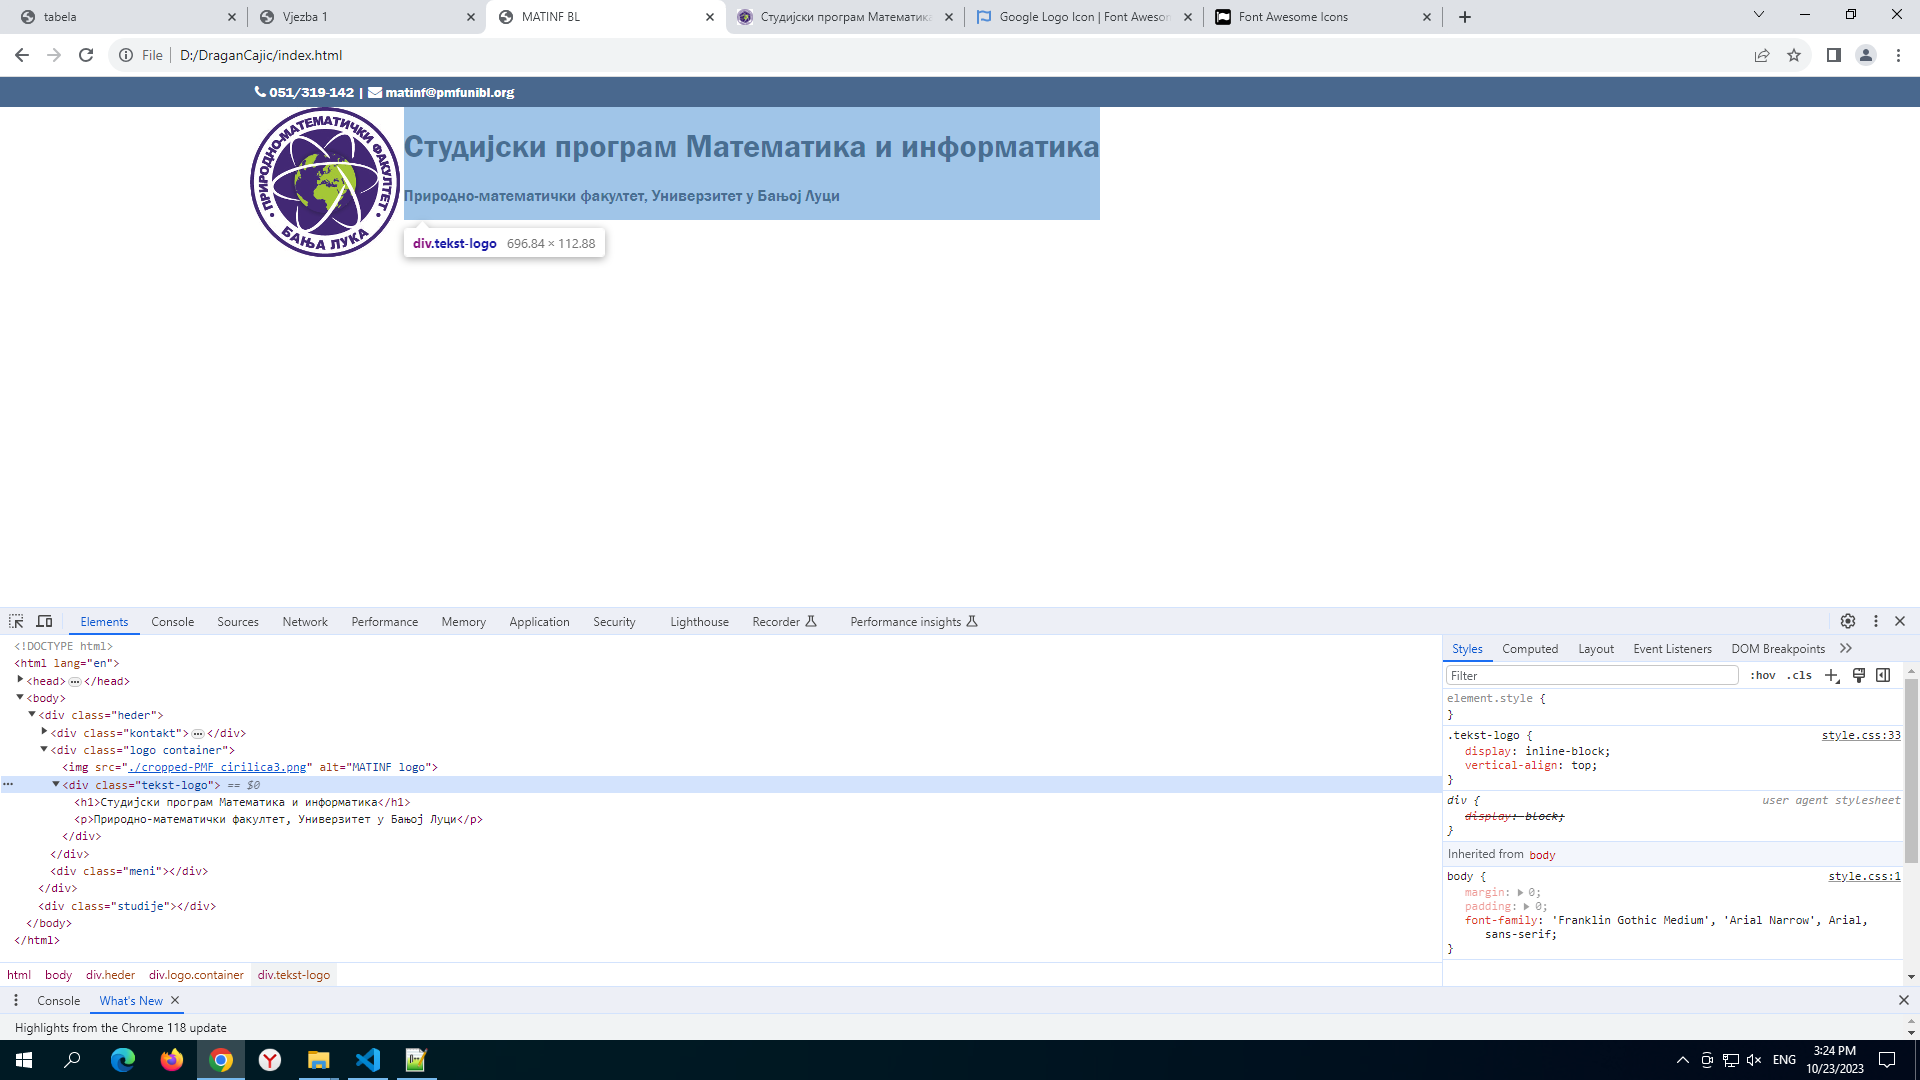 tabela
Vjezba 1
MATINF BL
Студијски програм Математика
Google Logo Icon | Font Aweson
Font Awesome Icons
File
D:/DraganCajic/index.html
051/319-142 | matinf@pmfunibl.org
ПРИРОДНО-МАТЕМАТИЧКИ ФАКУЛТЕТ
БАЊА ЛУКА
Студијски програм Математика и информатика
Природно-математички факултет, Универзитет у Бањој Луци
div.tekst-logo 696.84 × 112.88
Elements Console Sources Network Performance Memory Application Security Lighthouse Recorder Performance insights
<!DOCTYPE html>
<html lang="en">
<head> ··· </head>
<body>
<div class="heder">
<div class="kontakt"> ··· </div>
<div class="logo container">
<img src="./cropped-PMF_cirilica3.png" alt="MATINF logo">
··· <div class="tekst-logo"> == $0
<h1>Студијски програм Математика и информатика</h1>
<p>Природно-математички факултет, Универзитет у Бањој Луци</p>
</div>
</div>
<div class="meni"></div>
</div>
<div class="studije"></div>
</body>
</html>
html body div.heder div.logo.container div.tekst-logo
Styles Computed Layout Event Listeners DOM Breakpoints
Filter
:hov .cls
element.style {
}
.tekst-logo { style.css:33
display: inline-block;
vertical-align: top;
}
div { user agent stylesheet
display: block;
}
Inherited from body
body { style.css:1
margin: 0;
padding: 0;
font-family: 'Franklin Gothic Medium', 'Arial Narrow', Arial,
sans-serif;
}
Console What's New
Highlights from the Chrome 118 update
ENG
3:24 PM
10/23/2023